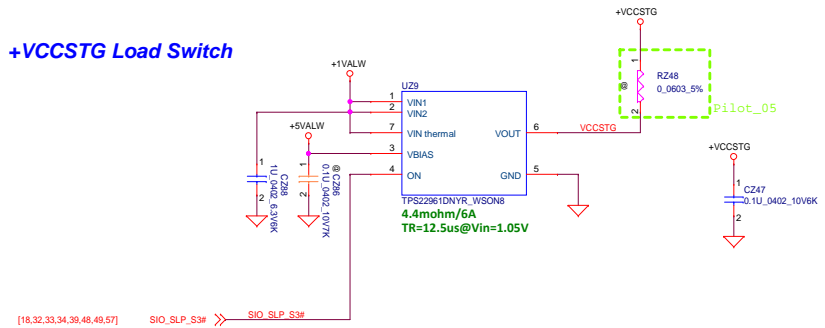 +VCCSTG Load Switch
+VCCSTG
+1VALW
UZ9
1
2
7
3
4
VIN1
VIN2
VIN thermal
VBIAS
ON
VOUT
GND
6
5
VCCSTG
TPS22961DNYR_WSON8
4.4mohm/6A
TR=12.5us@Vin=1.05V
+5VALW
1
2
CZ88
1U_0402_6.3V6K
1
2
@ CZ86
0.1U_0402_10V7K
1
2
@
RZ48
0_0603_5%
Pilot_05
+VCCSTG
1
2
CZ47
0.1U_0402_10V6K
[18,32,33,34,39,48,49,57]
SIO_SLP_S3#
SIO_SLP_S3#